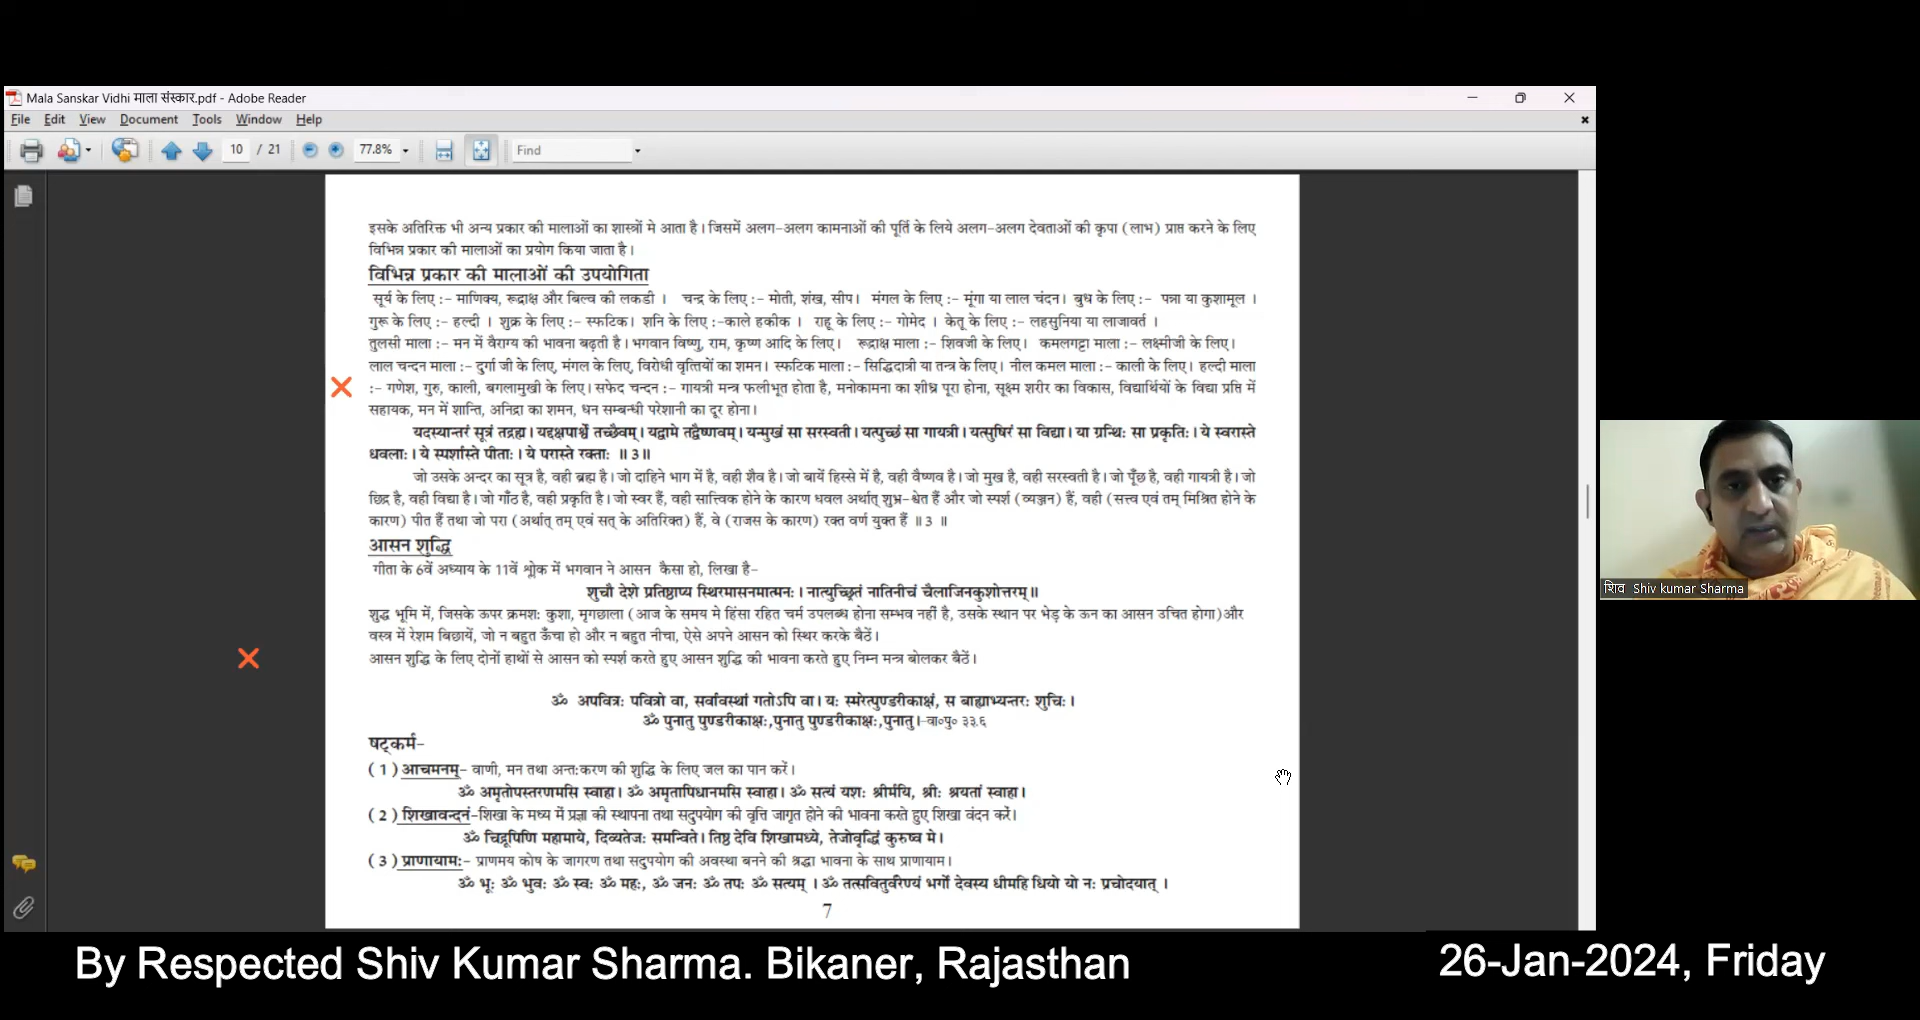 Mala Sanskar Vidhi माला संस्कार.pdf - Adobe Reader
File Edit View Document Tools Window Help
10 / 21 77.8% Find
इसके अतिरिक्त भी अन्य प्रकार की मालाओं का शास्त्रों मे आता है। जिसमें अलग-अलग कामनाओं की पूर्ति के लिये अलग-अलग देवताओं की कृपा (लाभ) प्राप्त करने के लिए
विभिन्न प्रकार की मालाओं का प्रयोग किया जाता है।
विभिन्न प्रकार की मालाओं की उपयोगिता
सूर्य के लिए :- माणिक्य, रूद्राक्ष और बिल्व की लकडी । चन्द्र के लिए :- मोती, शंख, सीप। मंगल के लिए :- मूंगा या लाल चंदन। बुध के लिए :- पन्ना या कुशामूल ।
गुरू के लिए :- हल्दी । शुक्र के लिए :- स्फटिक। शनि के लिए :-काले हकीक । राहू के लिए :- गोमेद । केतू के लिए :- लहसुनिया या लाजावर्त ।
तुलसी माला :- मन में वैराग्य की भावना बढ़ती है। भगवान विष्णु, राम, कृष्ण आदि के लिए। रूद्राक्ष माला :- शिवजी के लिए। कमलगट्टा माला :- लक्ष्मीजी के लिए।
लाल चन्दन माला :- दुर्गा जी के लिए, मंगल के लिए, विरोधी वृत्तियों का शमन। स्फटिक माला :- सिद्धिदात्री या तन्त्र के लिए। नील कमल माला :- काली के लिए। हल्दी माला
:- गणेश, गुरु, काली, बगलामुखी के लिए। सफेद चन्दन :- गायत्री मन्त्र फलीभूत होता है, मनोकामना का शीध्र पूरा होना, सूक्ष्म शरीर का विकास, विद्यार्थियों के विद्या प्रप्ति में
सहायक, मन में शान्ति, अनिद्रा का शमन, धन सम्बन्धी परेशानी का दूर होना।
यदस्यान्तरं सूत्रं तद्ब्रह्म। यद्दक्षपार्श्वे तच्छैवम्। यद्वामे तद्वैष्णवम्। यन्मुखं सा सरस्वती। यत्पुच्छं सा गायत्री। यत्सुषिरं सा विद्या। या ग्रन्थिः सा प्रकृतिः। ये स्वरास्ते
धवलाः। ये स्पर्शास्ते पीताः। ये परास्ते रक्ताः ॥3॥
जो उसके अन्दर का सूत्र है, वही ब्रह्म है। जो दाहिने भाग में है, वही शैव है। जो बायें हिस्से में है, वही वैष्णव है। जो मुख है, वही सरस्वती है। जो पूँछ है, वही गायत्री है। जो
छिद्र है, वही विद्या है। जो गाँठ है, वही प्रकृति है। जो स्वर हैं, वही सात्त्विक होने के कारण धवल अर्थात् शुभ्र-श्वेत हैं और जो स्पर्श (व्यञ्जन) हैं, वही (सत्त्व एवं तम् मिश्रित होने के
कारण) पीत हैं तथा जो परा (अर्थात् तम् एवं सत् के अतिरिक्त) हैं, वे (राजस के कारण) रक्त वर्ण युक्त हैं ॥3 ॥
आसन शुद्धि
गीता के 6वें अध्याय के 11वें श्लोक में भगवान ने आसन कैसा हो, लिखा है-
शुचौ देशे प्रतिष्ठाप्य स्थिरमासनमात्मनः। नात्युच्छ्रितं नातिनीचं चैलाजिनकुशोत्तरम्॥
शुद्ध भूमि में, जिसके ऊपर क्रमशः कुशा, मृगछाला (आज के समय मे हिंसा रहित चर्म उपलब्ध होना सम्भव नहीं है, उसके स्थान पर भेड़ के ऊन का आसन उचित होगा)और
वस्त्र में रेशम बिछायें, जो न बहुत ऊँचा हो और न बहुत नीचा, ऐसे अपने आसन को स्थिर करके बैठें।
आसन शुद्धि के लिए दोनों हाथों से आसन को स्पर्श करते हुए आसन शुद्धि की भावना करते हुए निम्न मन्त्र बोलकर बैठें।
ॐ अपवित्रः पवित्रो वा, सर्वावस्थां गतोऽपि वा। यः स्मरेत्पुण्डरीकाक्षं, स बाह्याभ्यन्तरः शुचिः।
ॐ पुनातु पुण्डरीकाक्षः,पुनातु पुण्डरीकाक्षः,पुनातु।-वा०पु० ३३.६
षट्कर्म-
(1) आचमनम्- वाणी, मन तथा अन्तःकरण की शुद्धि के लिए जल का पान करें।
ॐ अमृतोपस्तरणमसि स्वाहा। ॐ अमृतापिधानमसि स्वाहा। ॐ सत्यं यशः श्रीर्मयि, श्रीः श्रयतां स्वाहा।
(2) शिखावन्दनं-शिखा के मध्य में प्रज्ञा की स्थापना तथा सदुपयोग की वृत्ति जागृत होने की भावना करते हुए शिखा वंदन करें।
ॐ चिद्रूपिणि महामाये, दिव्यतेजः समन्विते। तिष्ठ देवि शिखामध्ये, तेजोवृद्धिं कुरुष्व मे।
(3) प्राणायामः- प्राणमय कोष के जागरण तथा सदुपयोग की अवस्था बनने की श्रद्धा भावना के साथ प्राणायाम।
ॐ भूः ॐ भुवः ॐ स्वः ॐ महः, ॐ जनः ॐ तपः ॐ सत्यम् । ॐ तत्सवितुर्वरेण्यं भर्गो देवस्य धीमहि धियो यो नः प्रचोदयात् ।
7
शिव Shiv kumar Sharma
By Respected Shiv Kumar Sharma. Bikaner, Rajasthan
26-Jan-2024, Friday